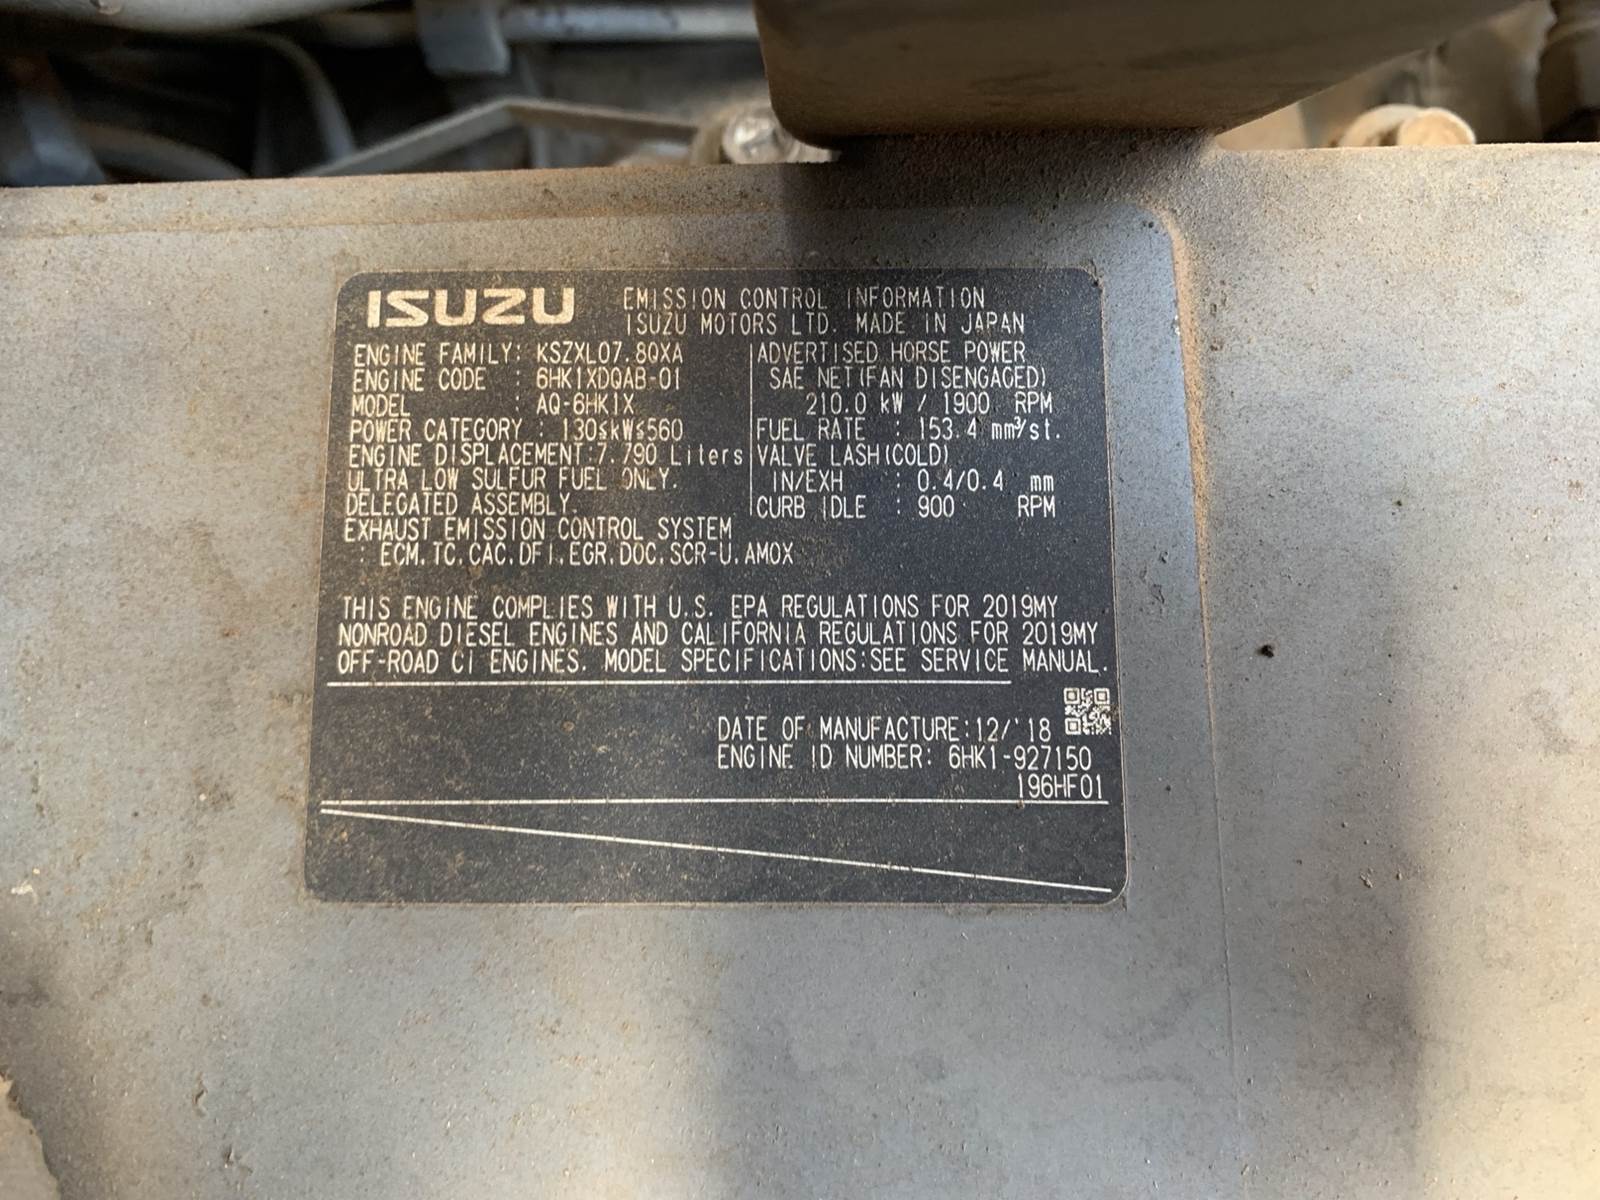 ISUZU EMISSION CONTROL INFORMATION
ISUZU MOTORS LTD. MADE IN JAPAN
ENGINE FAMILY: KSZXL07.8QXA
ENGINE CODE : 6HK1XDQAB-01
MODEL : AQ-6HK1X
POWER CATEGORY : 130≤kW≤560
ENGINE DISPLACEMENT:7.790 Liters
ULTRA LOW SULFUR FUEL ONLY.
DELEGATED ASSEMBLY.
ADVERTISED HORSE POWER
SAE NET(FAN DISENGAGED)
210.0 kW / 1900 RPM
FUEL RATE : 153.4 mm³/st.
VALVE LASH(COLD)
IN/EXH : 0.4/0.4 mm
CURB IDLE : 900 RPM
EXHAUST EMISSION CONTROL SYSTEM
: ECM,TC,CAC,DFI,EGR,DOC,SCR-U,AMOX
THIS ENGINE COMPLIES WITH U.S. EPA REGULATIONS FOR 2019MY
NONROAD DIESEL ENGINES AND CALIFORNIA REGULATIONS FOR 2019MY
OFF-ROAD CI ENGINES. MODEL SPECIFICATIONS:SEE SERVICE MANUAL.
DATE OF MANUFACTURE:12/'18
ENGINE ID NUMBER: 6HK1-927150
196HF01